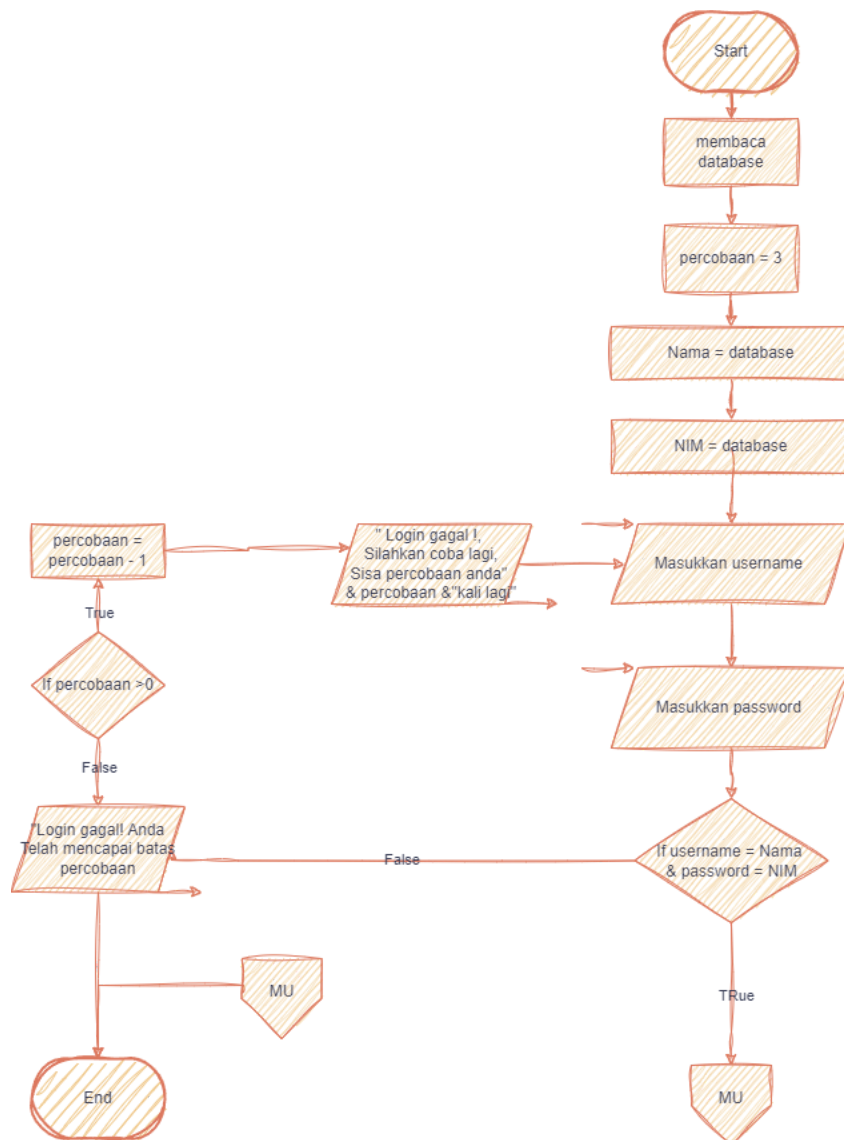 Start
membaca
database
percobaan = 3
Nama = database
NIM = database
percobaan =
percobaan - 1
" Login gagal !,
Silahkan coba lagi,
Sisa percobaan anda"
& percobaan &"kali lagi"
Masukkan username
True
If percobaan >0
Masukkan password
False
"Login gagal! Anda
Telah mencapai batas
percobaan
False
If username = Nama
& password = NIM
MU
TRue
End
MU